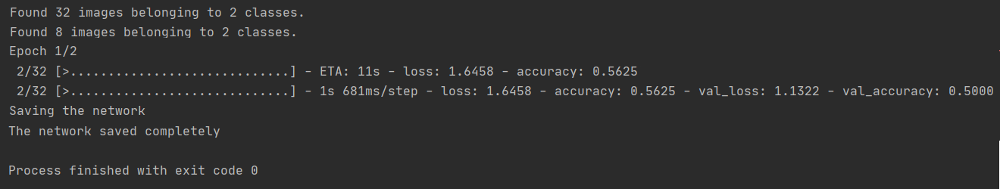 Found 32 images belonging to 2 classes.
Found 8 images belonging to 2 classes.
Epoch 1/2
 2/32 [>.............................] - ETA: 11s - loss: 1.6458 - accuracy: 0.5625
 2/32 [>.............................] - 1s 681ms/step - loss: 1.6458 - accuracy: 0.5625 - val_loss: 1.1322 - val_accuracy: 0.5000
Saving the network
The network saved completely
Process finished with exit code 0